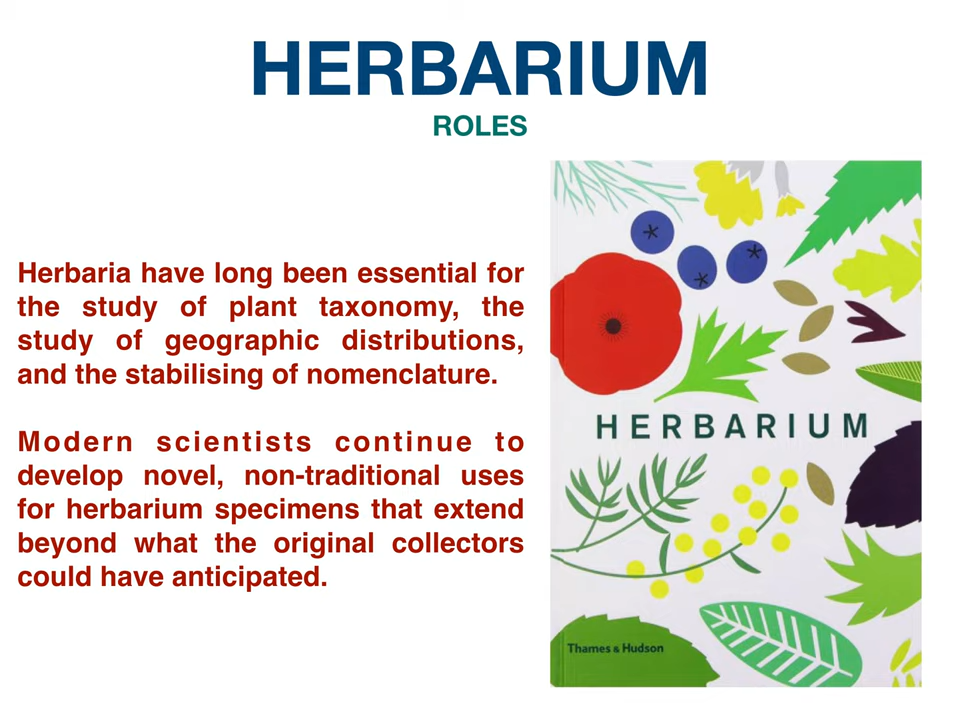 HERBARIUM
ROLES
Herbaria have long been essential for
the study of plant taxonomy, the
study of geographic distributions,
and the stabilising of nomenclature.
Modern scientists continue to
develop novel, non-traditional uses
for herbarium specimens that extend
beyond what the original collectors
could have anticipated.
HERBARIUM
Thames & Hudson